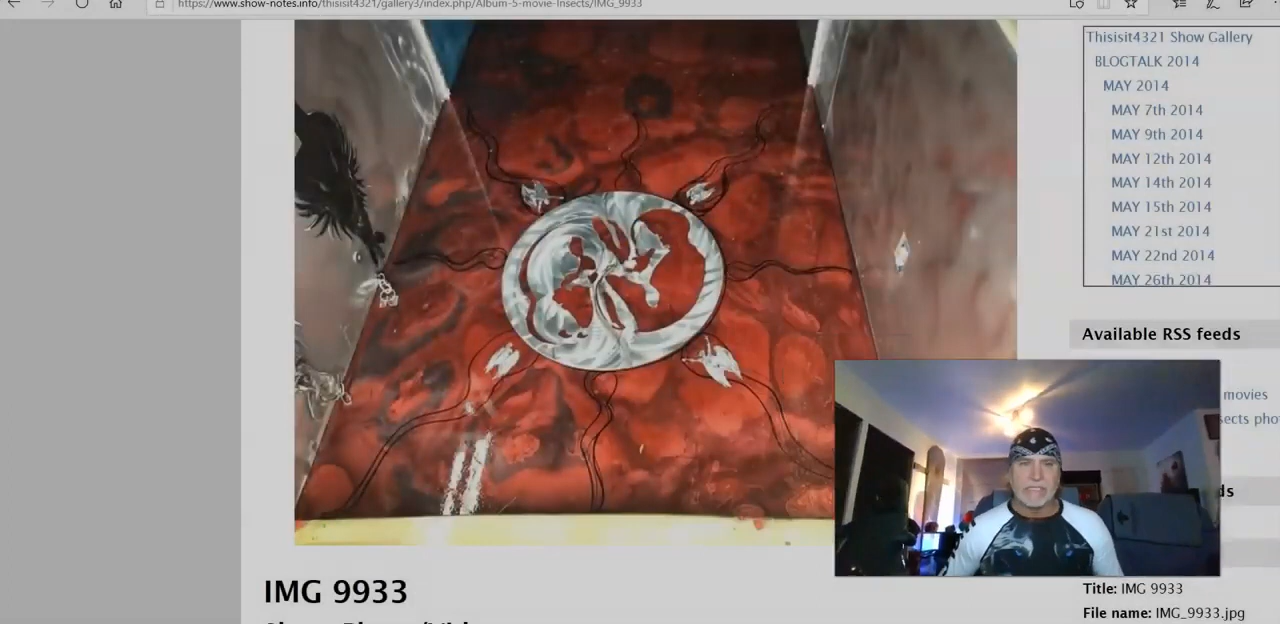 https://www.show-notes.info/thisisit4321/gallery3/index.php/Album-5-movie-Insects/IMG_9933
Thisisit4321 Show Gallery
BLOGTALK 2014
MAY 2014
MAY 7th 2014
MAY 9th 2014
MAY 12th 2014
MAY 14th 2014
MAY 15th 2014
MAY 21st 2014
MAY 22nd 2014
MAY 26th 2014
Available RSS feeds
movies
sects pho
ds
IMG 9933
Title: IMG 9933
File name: IMG_9933.jpg